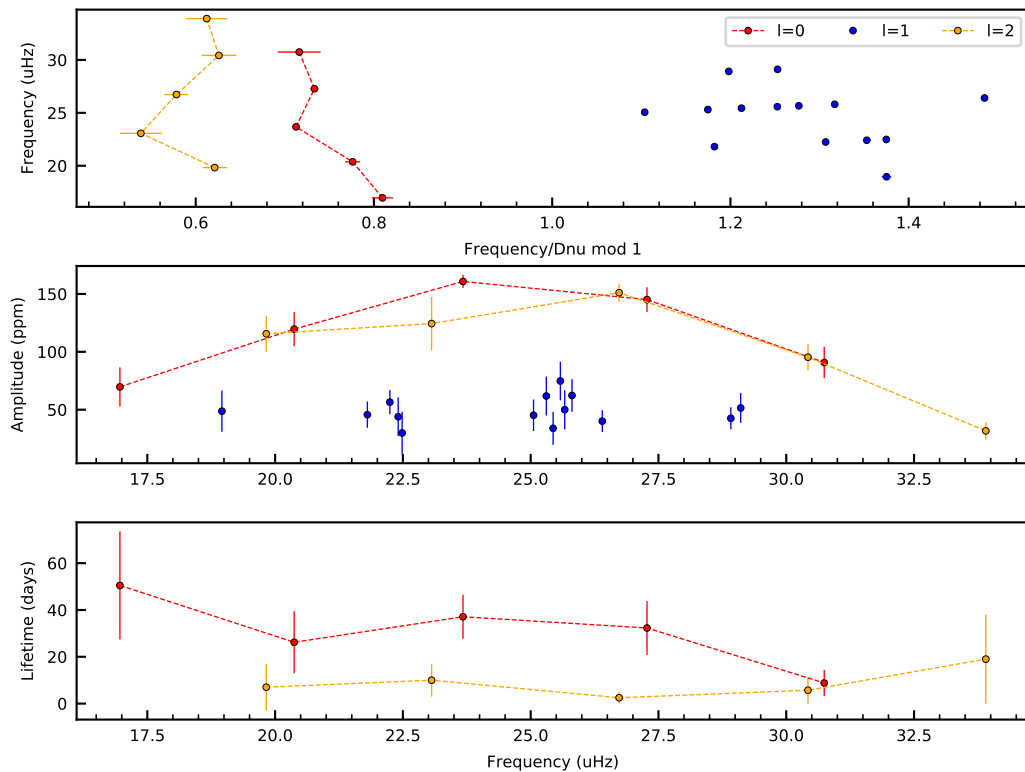 l=0 l=1 l=2
Frequency (uHz)
30
25
20
0.6 0.8 1.0 1.2 1.4
Frequency/Dnu mod 1
Amplitude (ppm)
150
100
50
17.5 20.0 22.5 25.0 27.5 30.0 32.5
Lifetime (days)
60
40
20
0
17.5 20.0 22.5 25.0 27.5 30.0 32.5
Frequency (uHz)